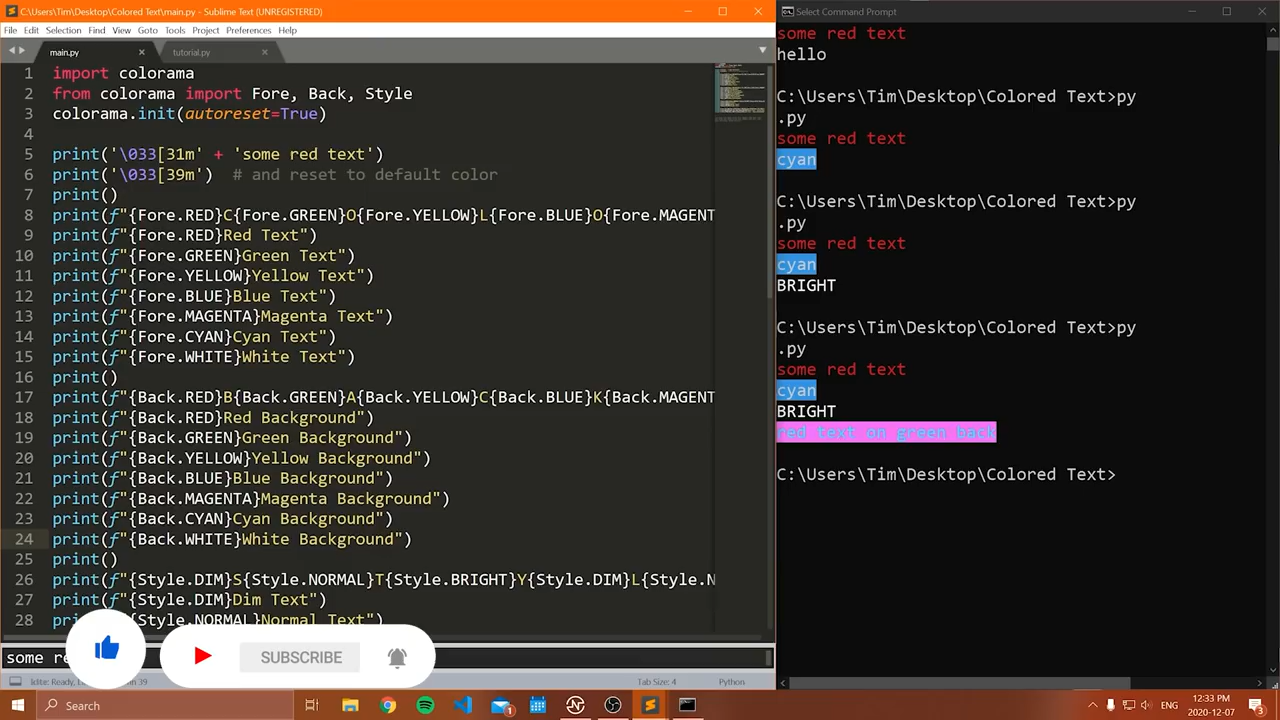 C:\Users\Tim\Desktop\Colored Text\main.py - Sublime Text (UNREGISTERED)
File Edit Selection Find View Goto Tools Project Preferences Help
main.py tutorial.py
1 import colorama
2 from colorama import Fore, Back, Style
3 colorama.init(autoreset=True)
4
5 print('\033[31m' + 'some red text')
6 print('\033[39m')  # and reset to default color
7 print()
8 print(f"{Fore.RED}C{Fore.GREEN}O{Fore.YELLOW}L{Fore.BLUE}O{Fore.MAGENT
9 print(f"{Fore.RED}Red Text")
10 print(f"{Fore.GREEN}Green Text")
11 print(f"{Fore.YELLOW}Yellow Text")
12 print(f"{Fore.BLUE}Blue Text")
13 print(f"{Fore.MAGENTA}Magenta Text")
14 print(f"{Fore.CYAN}Cyan Text")
15 print(f"{Fore.WHITE}White Text")
16 print()
17 print(f"{Back.RED}B{Back.GREEN}A{Back.YELLOW}C{Back.BLUE}K{Back.MAGENT
18 print(f"{Back.RED}Red Background")
19 print(f"{Back.GREEN}Green Background")
20 print(f"{Back.YELLOW}Yellow Background")
21 print(f"{Back.BLUE}Blue Background")
22 print(f"{Back.MAGENTA}Magenta Background")
23 print(f"{Back.CYAN}Cyan Background")
24 print(f"{Back.WHITE}White Background")
25 print()
26 print(f"{Style.DIM}S{Style.NORMAL}T{Style.BRIGHT}Y{Style.DIM}L{Style.N
27 print(f"{Style.DIM}Dim Text")
28 {Style.NORMAL}Normal Text")
some re
SUBSCRIBE
Tab Size: 4 Python
Select Command Prompt
some red text
hello
C:\Users\Tim\Desktop\Colored Text>py
.py
some red text
cyan
C:\Users\Tim\Desktop\Colored Text>py
.py
some red text
cyan
BRIGHT
C:\Users\Tim\Desktop\Colored Text>py
.py
some red text
cyan
BRIGHT
red text on green back
C:\Users\Tim\Desktop\Colored Text>
Search
1
ENG
12:33 PM
2020-12-07
3